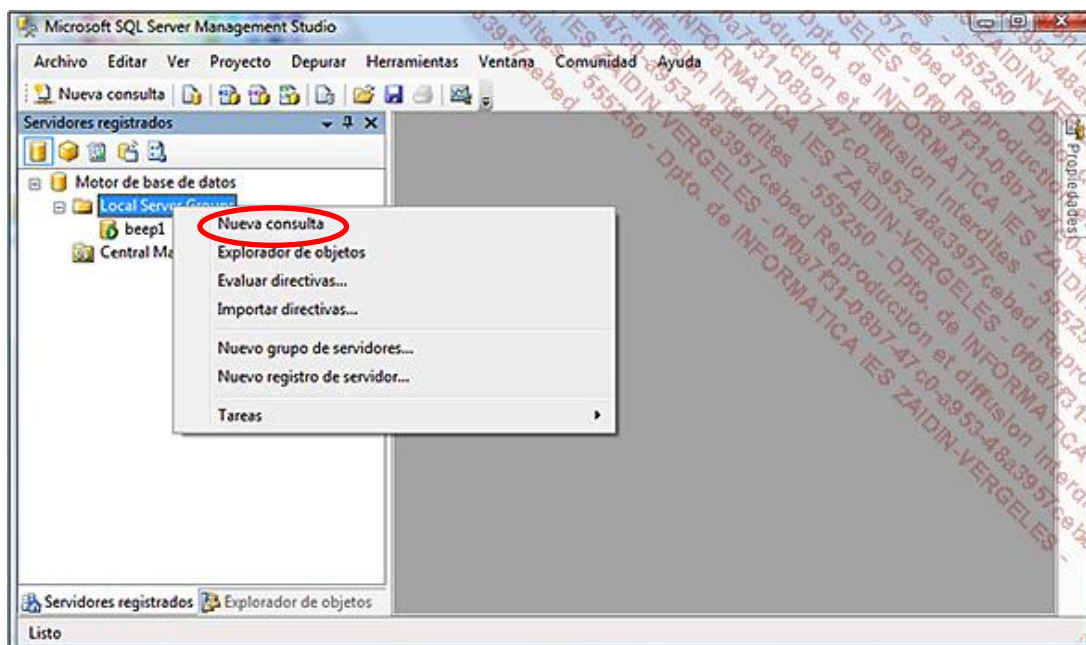 Microsoft SQL Server Management Studio
Archivo Editar Ver Proyecto Depurar Herramientas Ventana Comunidad Ayuda
Nueva consulta
Servidores registrados
Motor de base de datos
Local Server Groups
beep1
Central Ma
Nueva consulta
Explorador de objetos
Evaluar directivas...
Importar directivas...
Nuevo grupo de servidores...
Nuevo registro de servidor...
Tareas
Propiedades
Servidores registrados Explorador de objetos
Listo